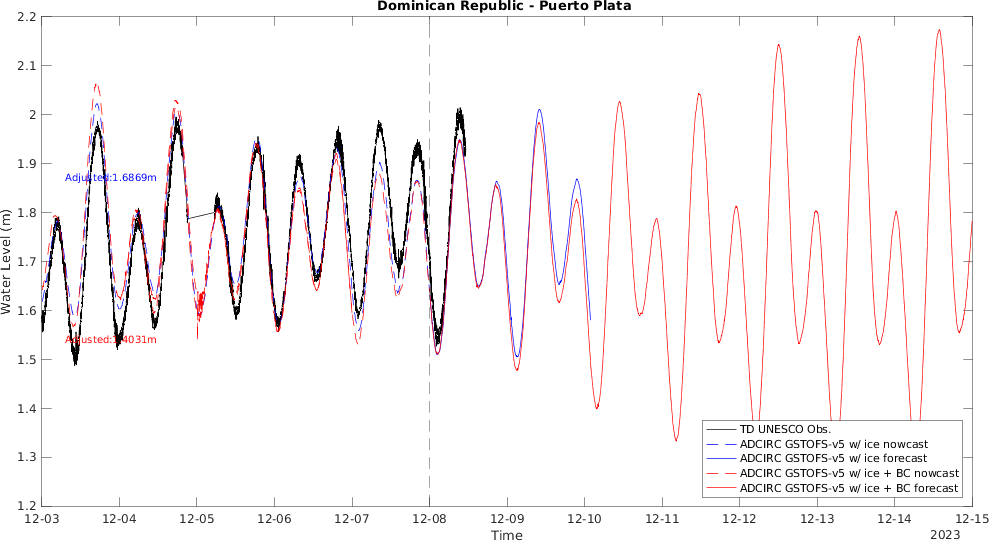 Dominican Republic - Puerto Plata
2.2
2.1
2
1.9
1.8
1.7
1.6
1.5
1.4
1.3
1.2
Water Level (m)
Adjusted:1.6869m
Adjusted:1.4031m
TD UNESCO Obs.
ADCIRC GSTOFS-v5 w/ ice nowcast
ADCIRC GSTOFS-v5 w/ ice forecast
ADCIRC GSTOFS-v5 w/ ice + BC nowcast
ADCIRC GSTOFS-v5 w/ ice + BC forecast
12-03 12-04 12-05 12-06 12-07 12-08 12-09 12-10 12-11 12-12 12-13 12-14 12-15
Time
2023